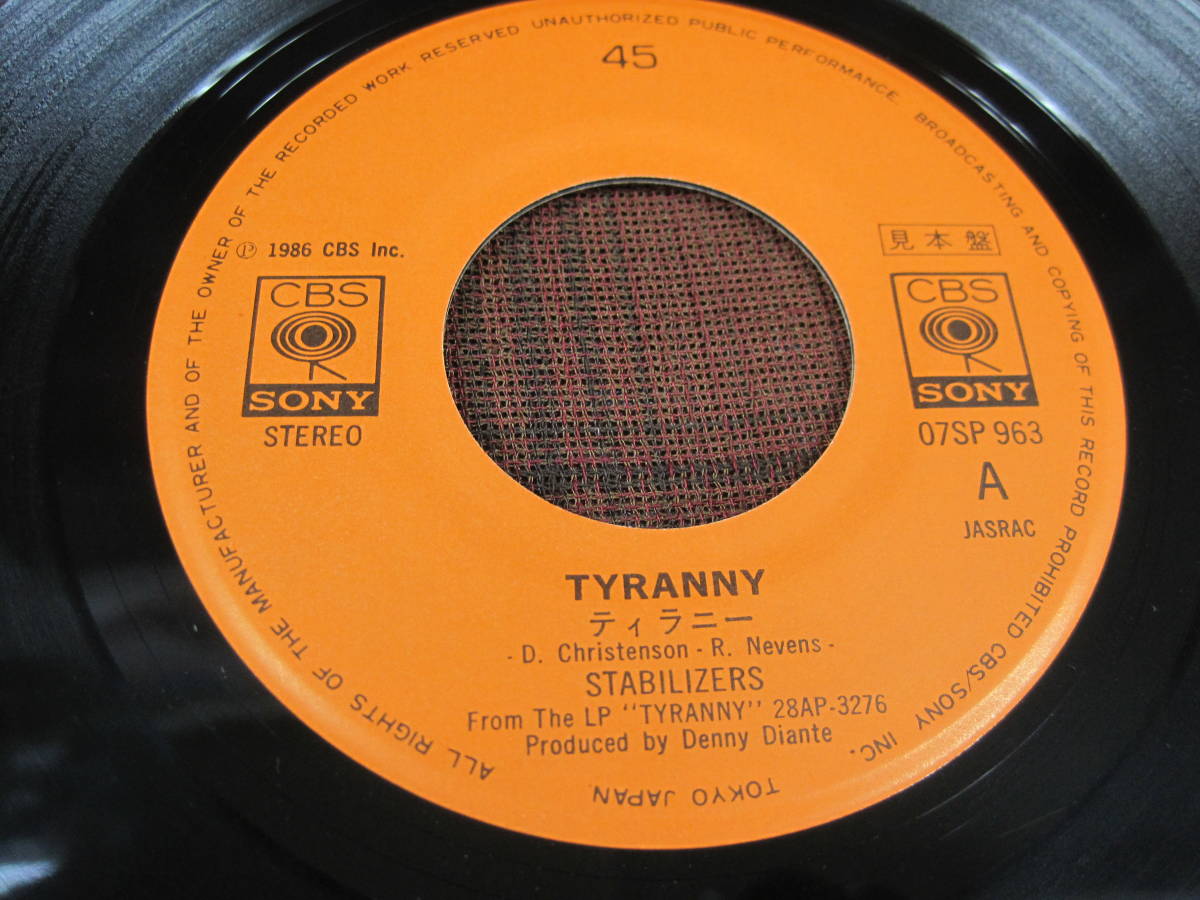 45
ALL RIGHTS OF THE MANUFACTURER AND OF THE OWNER OF THE RECORDED WORK RESERVED UNAUTHORIZED PUBLIC PERFORMANCE. BROADCASTING AND COPYING OF THIS RECORD PROHIBITED CBS/SONY INC.
TOKYO JAPAN.
℗ 1986 CBS Inc.
CBS
SONY
STEREO
見本盤
CBS
SONY
07SP 963
A
JASRAC
TYRANNY
ティラニー
- D. Christenson - R. Nevens -
STABILIZERS
From The LP "TYRANNY" 28AP-3276
Produced by Denny Diante